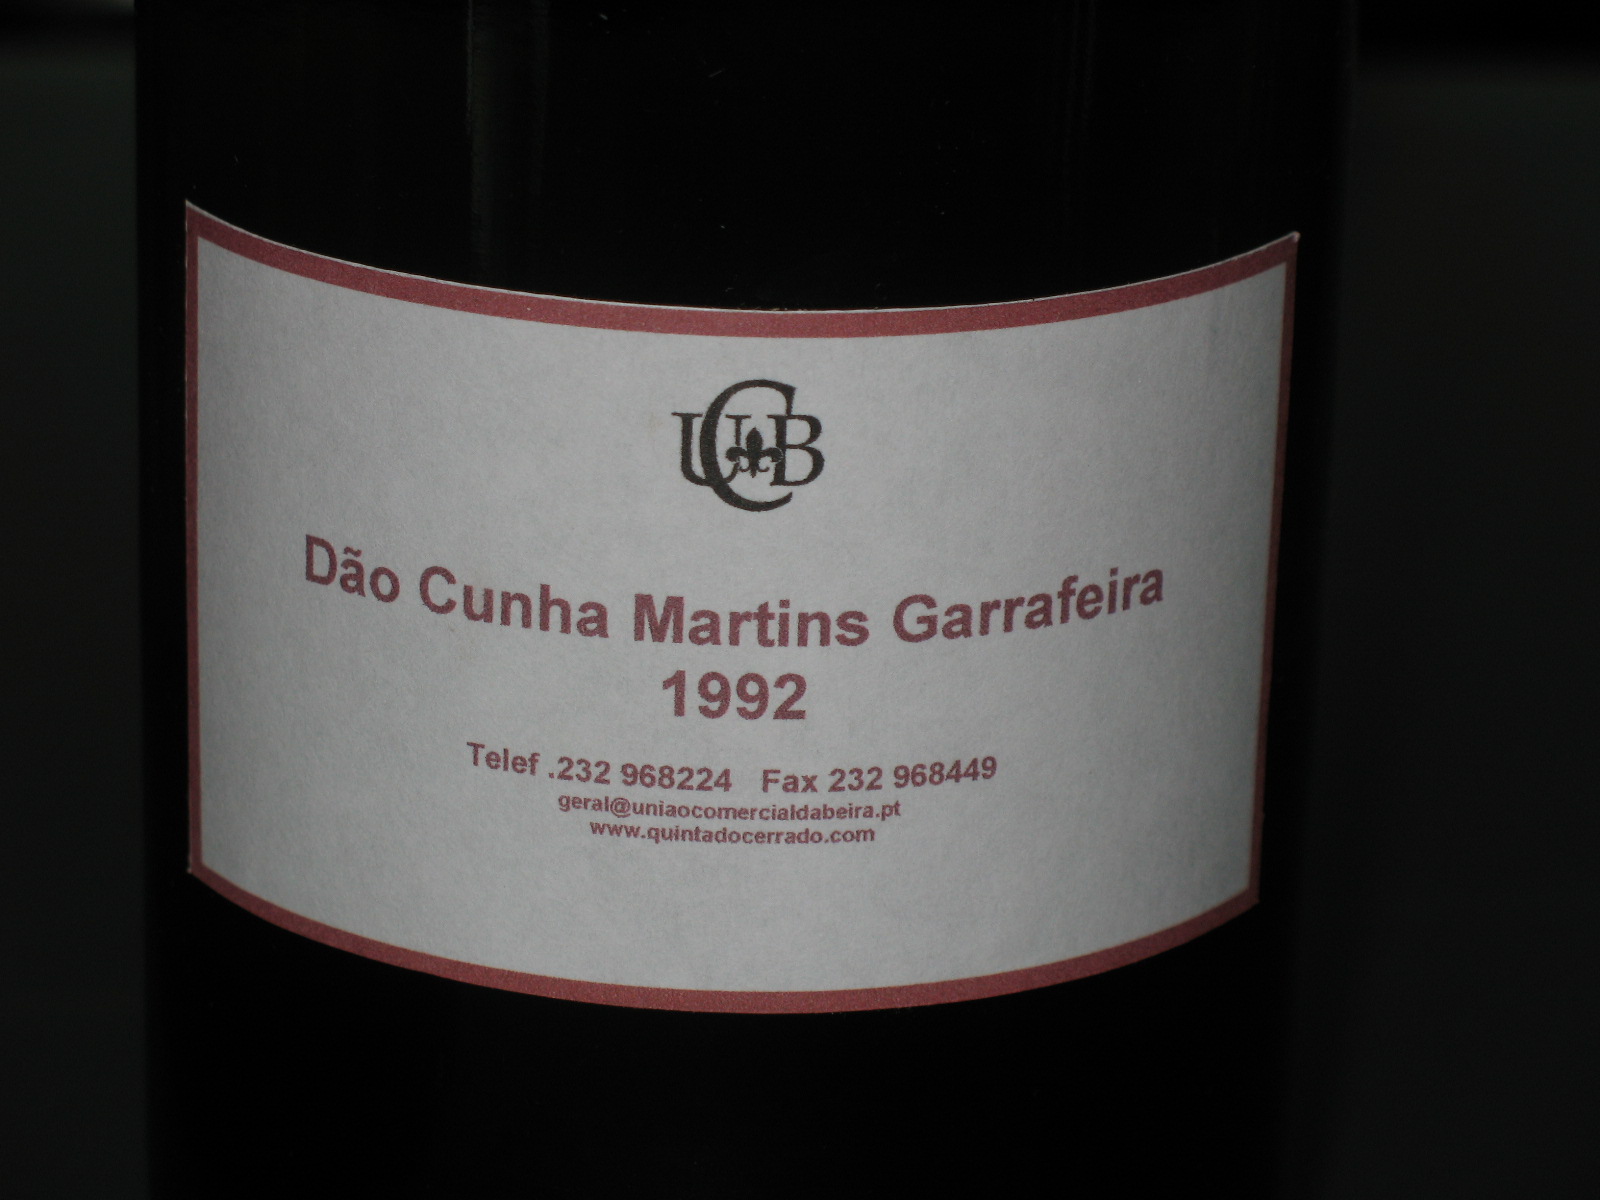 UCB
Dão Cunha Martins Garrafeira
1992
Telef .232 968224 Fax 232 968449
geral@uniaocomercialdabeira.pt
www.quintadocerrado.com